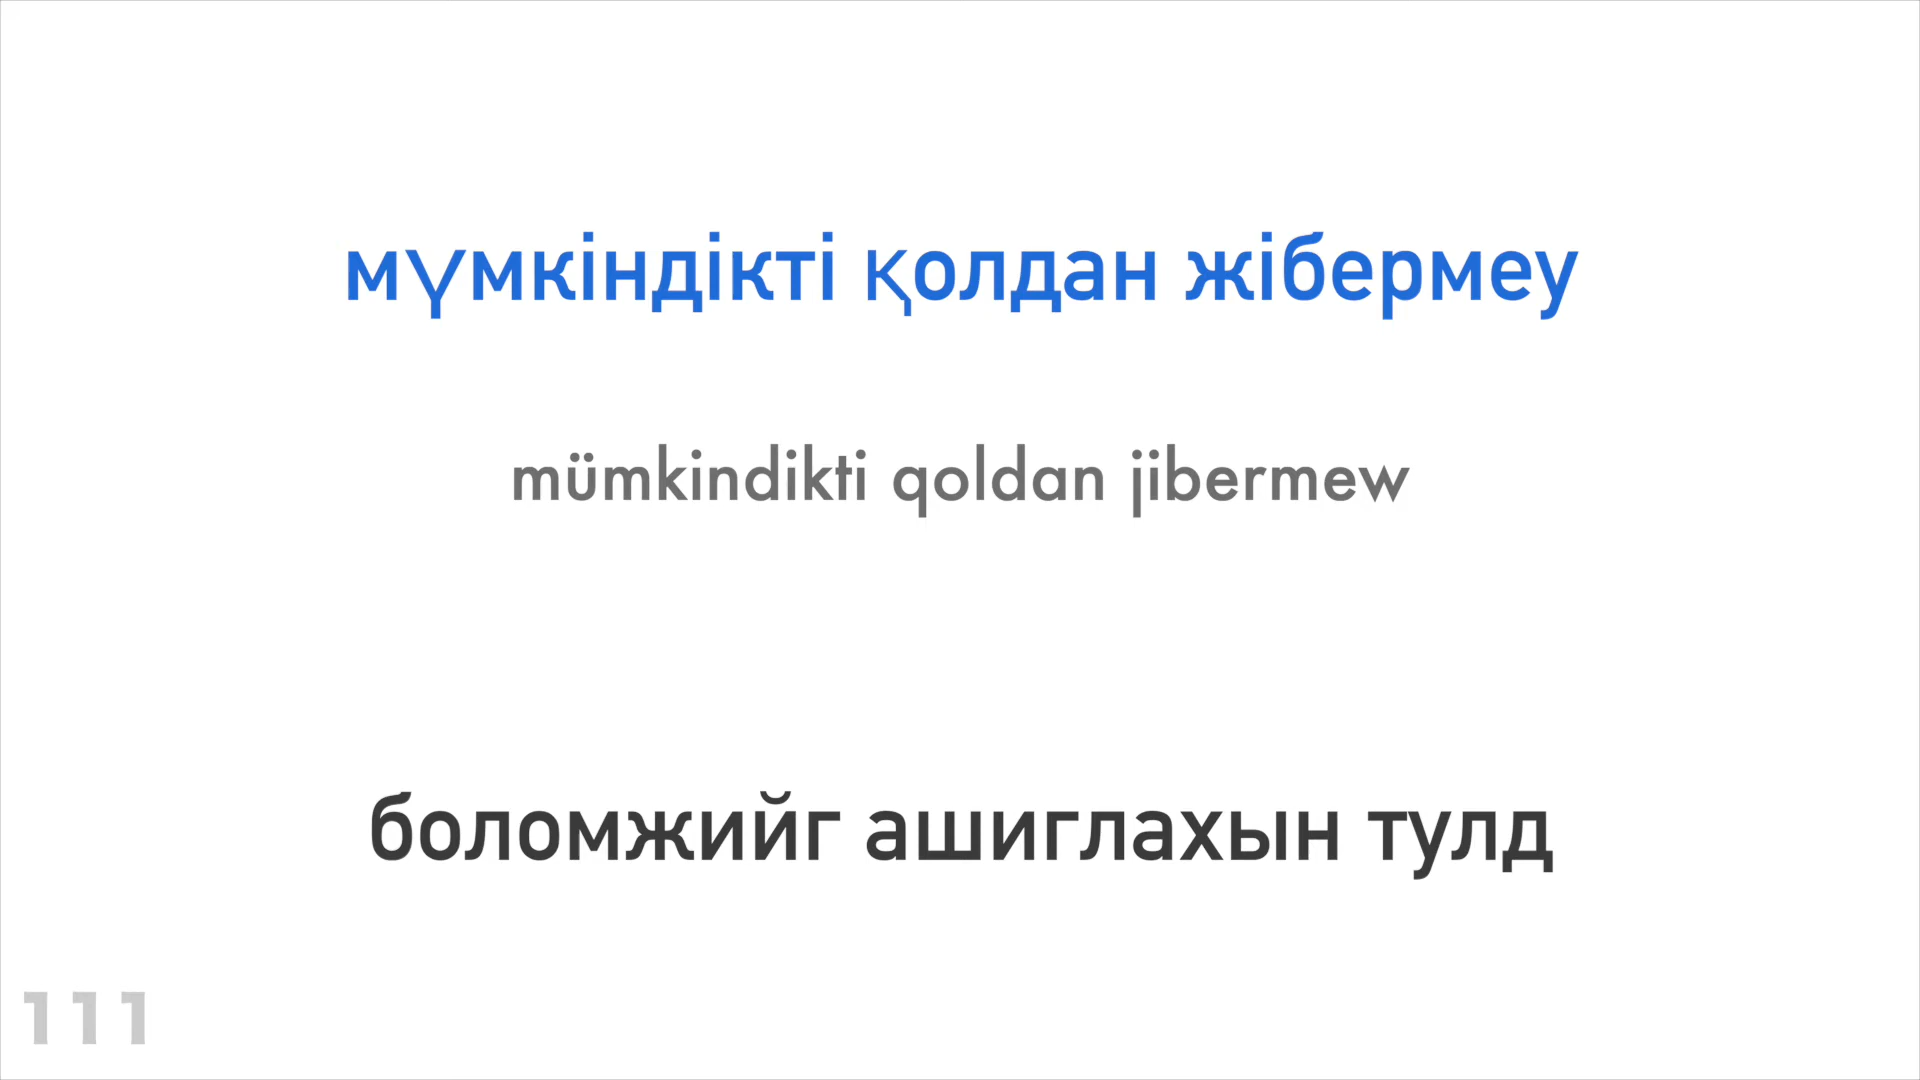 мүмкіндікті қолдан жібермеу
mümkindikti qoldan jibermew
боломжийг ашиглахын тулд
111